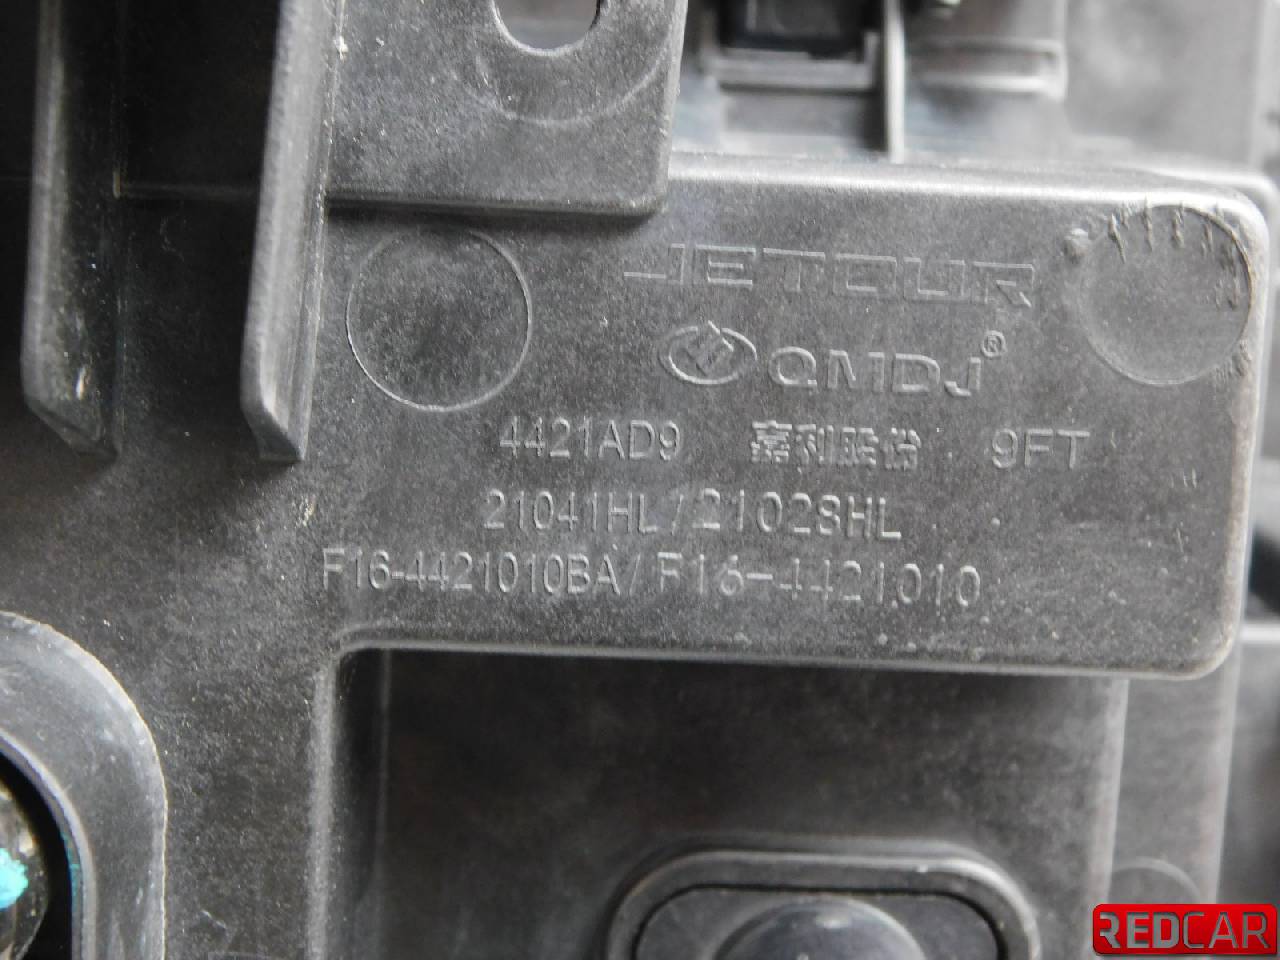 JETOUR
QMDJ®
4421AD9 嘉利股份 9FT
21041HL/21028HL
F16-4421010BA/F16-4421010
REDCAR